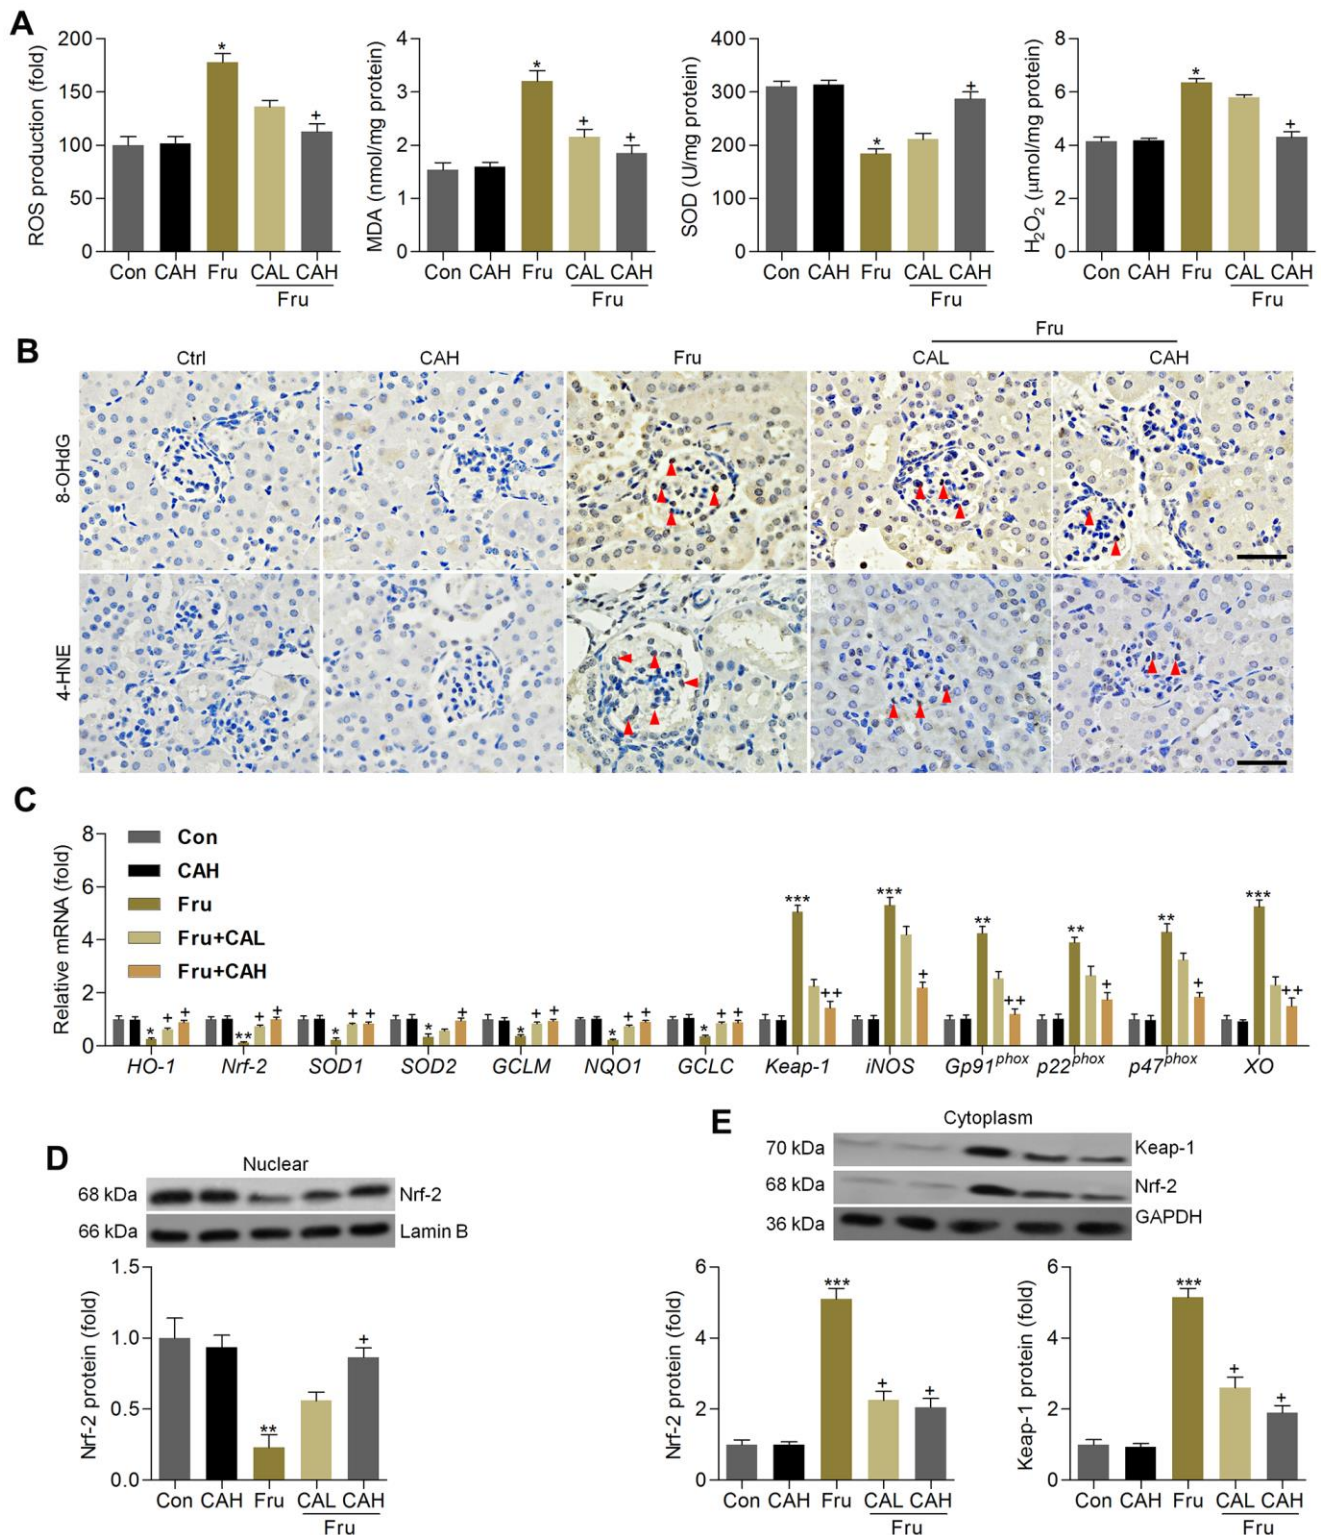 A
ROS production (fold)
200
150
100
50
0
*
+
Con CAH Fru CAL CAH
Fru
MDA (nmol/mg protein)
4
3
2
1
0
*
+
+
Con CAH Fru CAL CAH
Fru
SOD (U/mg protein)
400
300
200
100
0
*
+
Con CAH Fru CAL CAH
Fru
H2O2 (μmol/mg protein)
8
6
4
2
0
*
+
Con CAH Fru CAL CAH
Fru
B
Fru
Ctrl CAH Fru CAL CAH
8-OHdG
4-HNE
C
Relative mRNA (fold)
8
6
4
2
0
Con
CAH
Fru
Fru+CAL
Fru+CAH
* + + ** + + * + + * + * + + * + + * + + *** ++ *** + ** ++ ** + ** + *** ++
HO-1 Nrf-2 SOD1 SOD2 GCLM NQO1 GCLC Keap-1 iNOS Gp91phox p22phox p47phox XO
D
Nuclear
68 kDa Nrf-2
66 kDa Lamin B
Nrf-2 protein (fold)
1.5
1.0
0.5
0.0
**
+
Con CAH Fru CAL CAH
Fru
E
Cytoplasm
70 kDa Keap-1
68 kDa Nrf-2
36 kDa GAPDH
Nrf-2 protein (fold)
6
4
2
0
***
+
+
Con CAH Fru CAL CAH
Fru
Keap-1 protein (fold)
6
4
2
0
***
+
+
Con CAH Fru CAL CAH
Fru